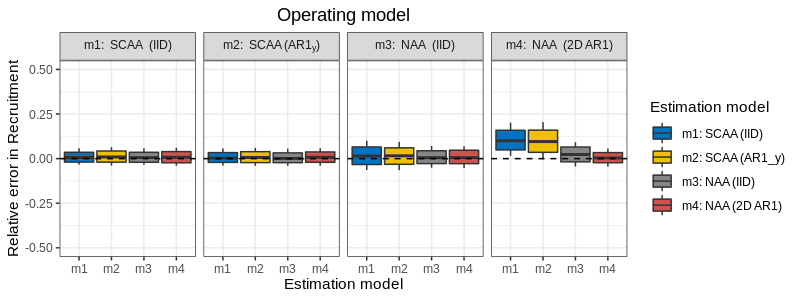 Operating model
m1: SCAA (IID)
m2: SCAA (AR1y)
m3: NAA (IID)
m4: NAA (2D AR1)
Relative error in Recruitment
0.50
0.25
0.00
-0.25
-0.50
m1 m2 m3 m4
m1 m2 m3 m4
m1 m2 m3 m4
m1 m2 m3 m4
Estimation model
Estimation model
m1: SCAA (IID)
m2: SCAA (AR1_y)
m3: NAA (IID)
m4: NAA (2D AR1)